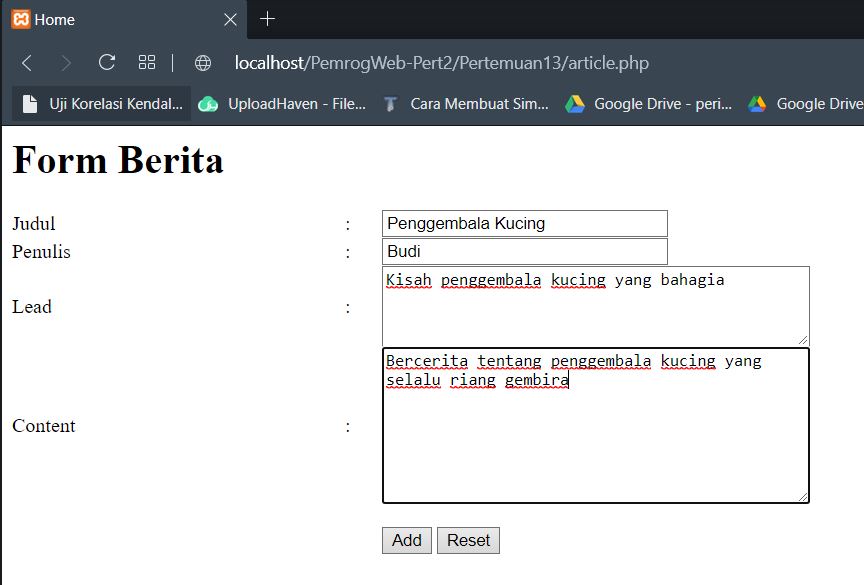 Home
localhost/PemrogWeb-Pert2/Pertemuan13/article.php
Uji Korelasi Kendal... UploadHaven - File... Cara Membuat Sim... Google Drive - peri... Google Drive
Form Berita
Judul : Penggembala Kucing
Penulis : Budi
Lead : Kisah penggembala kucing yang bahagia
Content : Bercerita tentang penggembala kucing yang
selalu riang gembira
Add Reset